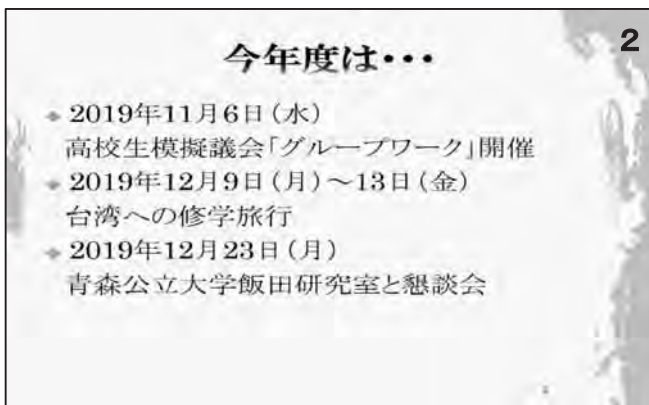 今年度は・・・
2
2019年11月6日（水）
高校生模擬議会「グループワーク」開催
2019年12月9日（月）～13日（金）
台湾への修学旅行
2019年12月23日（月）
青森公立大学飯田研究室と懇談会